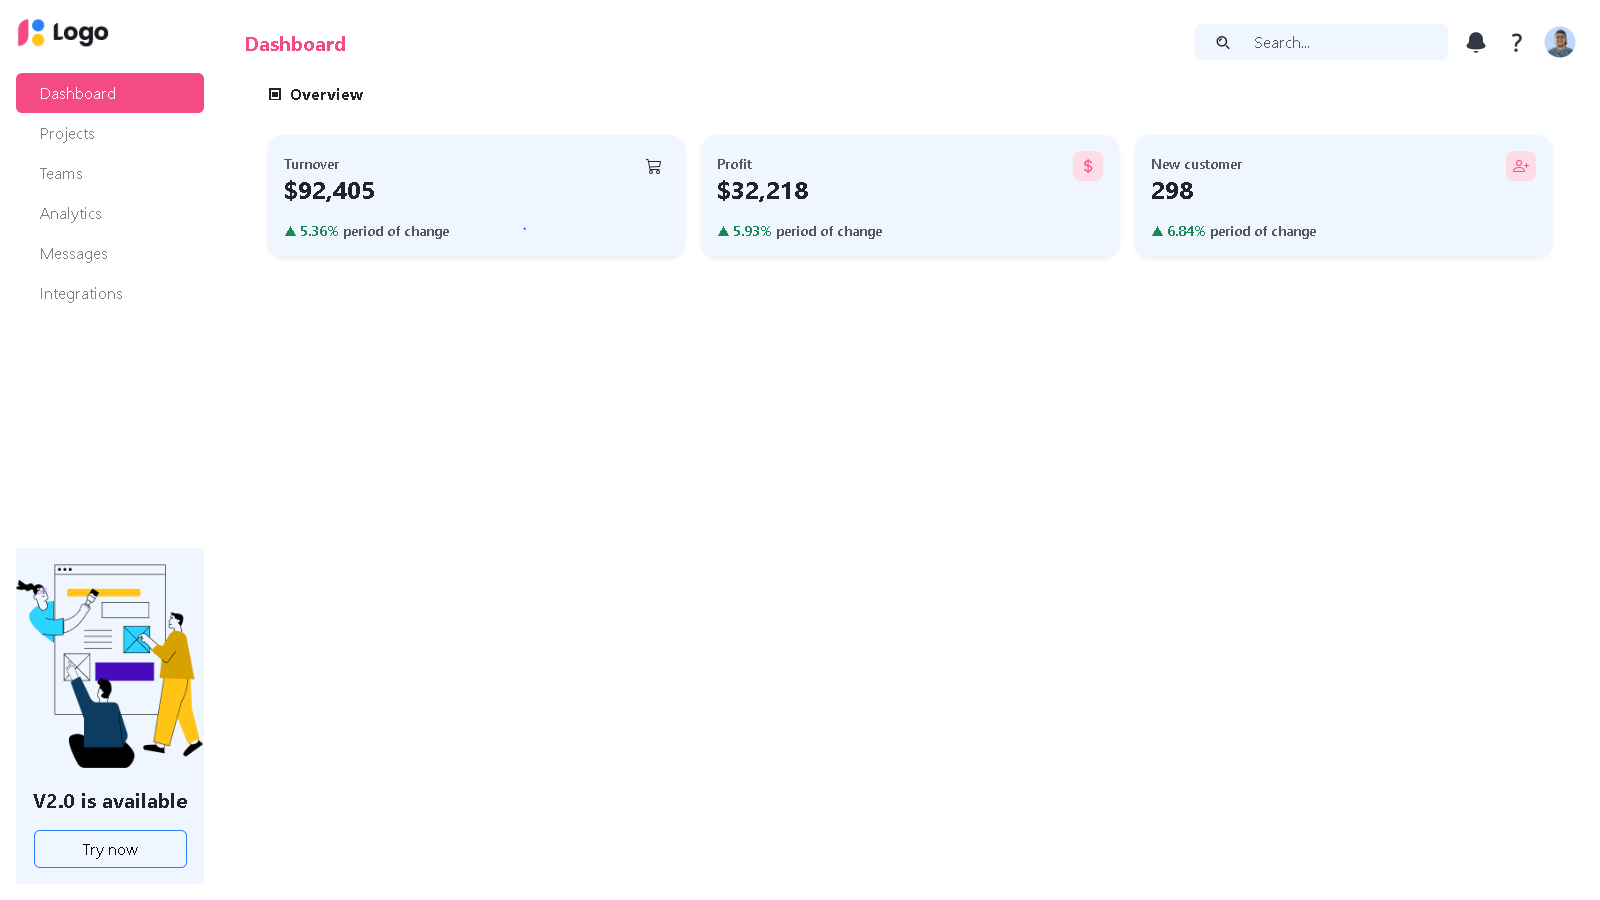 Logo
Dashboard
Search...
?
Dashboard
Projects
Teams
Analytics
Messages
Integrations
Overview
Turnover
$92,405
▲ 5.36% period of change
Profit
$
$32,218
▲ 5.93% period of change
New customer
298
▲ 6.84% period of change
V2.0 is available
Try now